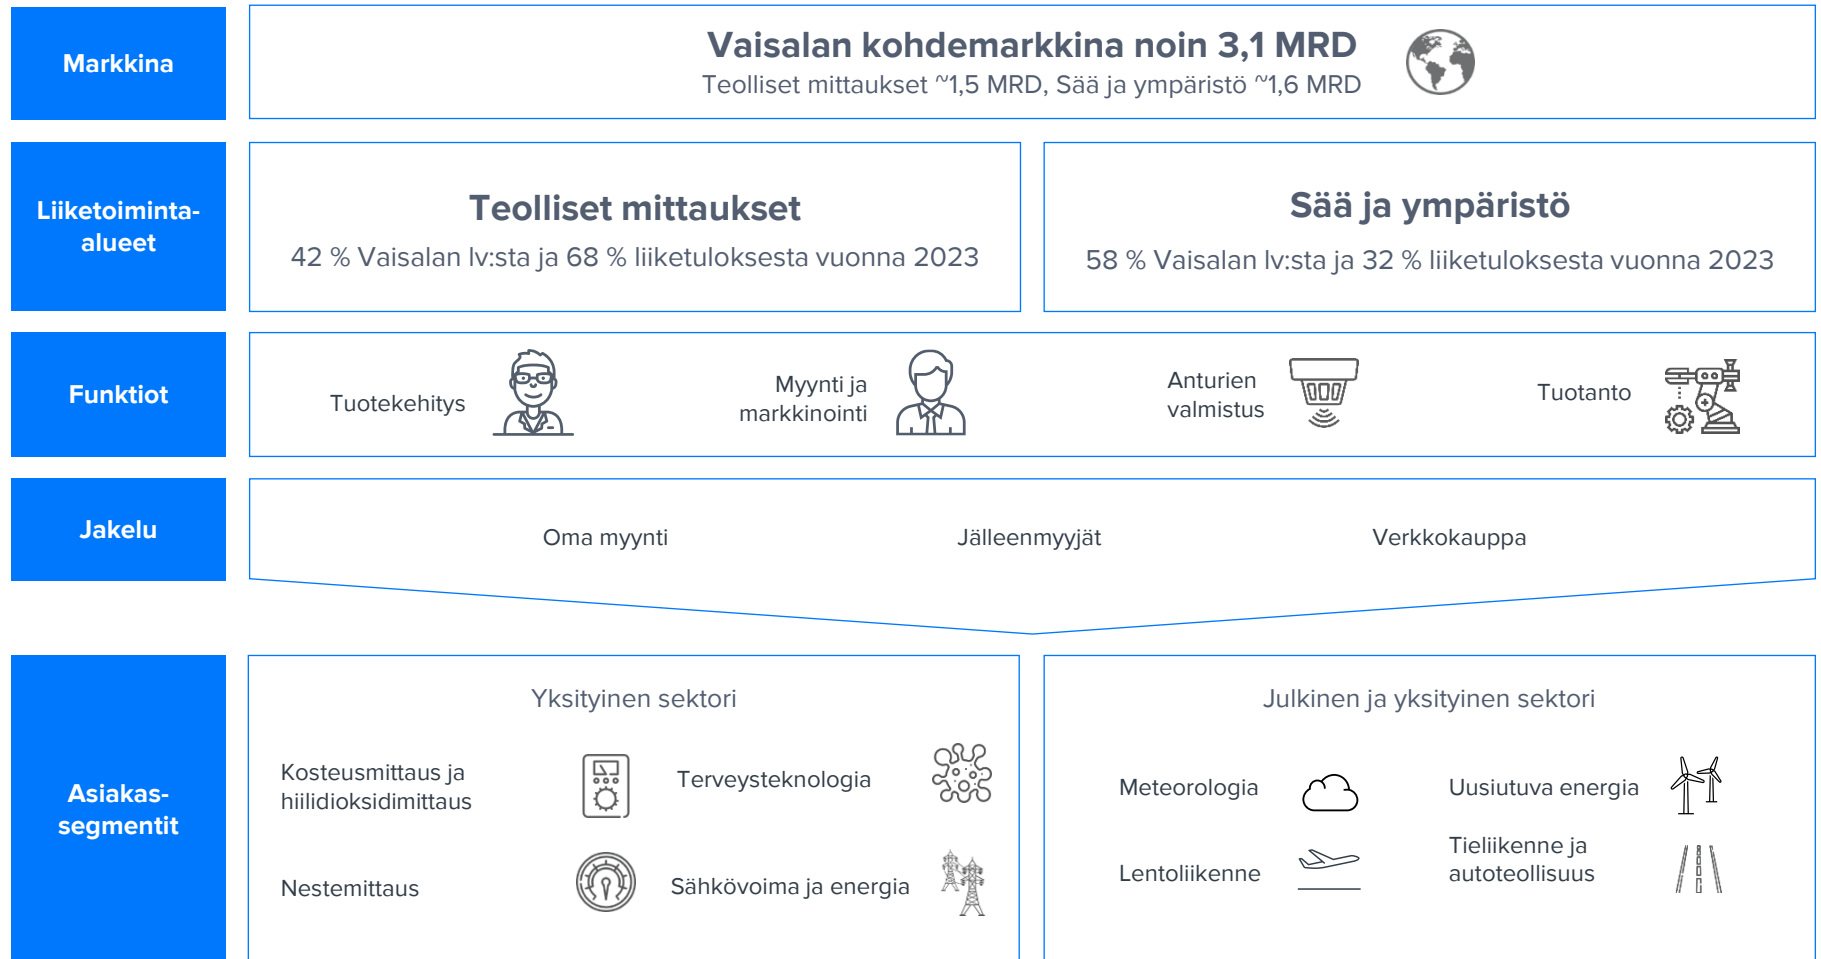 Markkina
Vaisalan kohdemarkkina noin 3,1 MRD
Teolliset mittaukset ~1,5 MRD, Sää ja ympäristö ~1,6 MRD
Liiketoiminta-
alueet
Teolliset mittaukset
42 % Vaisalan lv:sta ja 68 % liiketuloksesta vuonna 2023
Sää ja ympäristö
58 % Vaisalan lv:sta ja 32 % liiketuloksesta vuonna 2023
Funktiot
Tuotekehitys
Myynti ja
markkinointi
Anturien
valmistus
Tuotanto
Jakelu
Oma myynti
Jälleenmyyjät
Verkkokauppa
Asiakas-
segmentit
Yksityinen sektori
Kosteusmittaus ja
hiilidioksidimittaus
Terveysteknologia
Nestemittaus
Sähkövoima ja energia
Julkinen ja yksityinen sektori
Meteorologia
Uusiutuva energia
Lentoliikenne
Tieliikenne ja
autoteollisuus